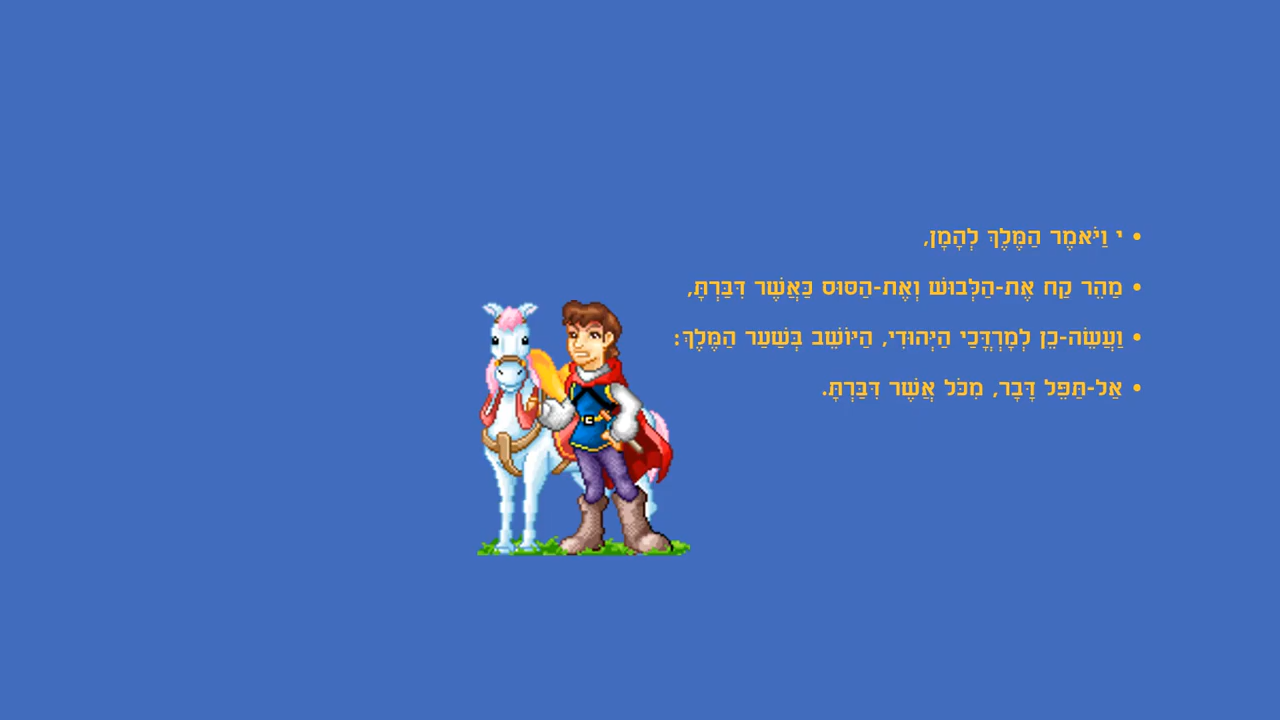 • י וַיֹּאמֶר הַמֶּלֶךְ לְהָמָן,
• מַהֵר קַח אֶת-הַלְּבוּשׁ וְאֶת-הַסּוּס כַּאֲשֶׁר דִּבַּרְתָּ,
• וַעֲשֵׂה-כֵן לְמָרְדֳּכַי הַיְּהוּדִי, הַיּוֹשֵׁב בְּשַׁעַר הַמֶּלֶךְ:
• אַל-תַּפֵּל דָּבָר, מִכֹּל אֲשֶׁר דִּבַּרְתָּ.